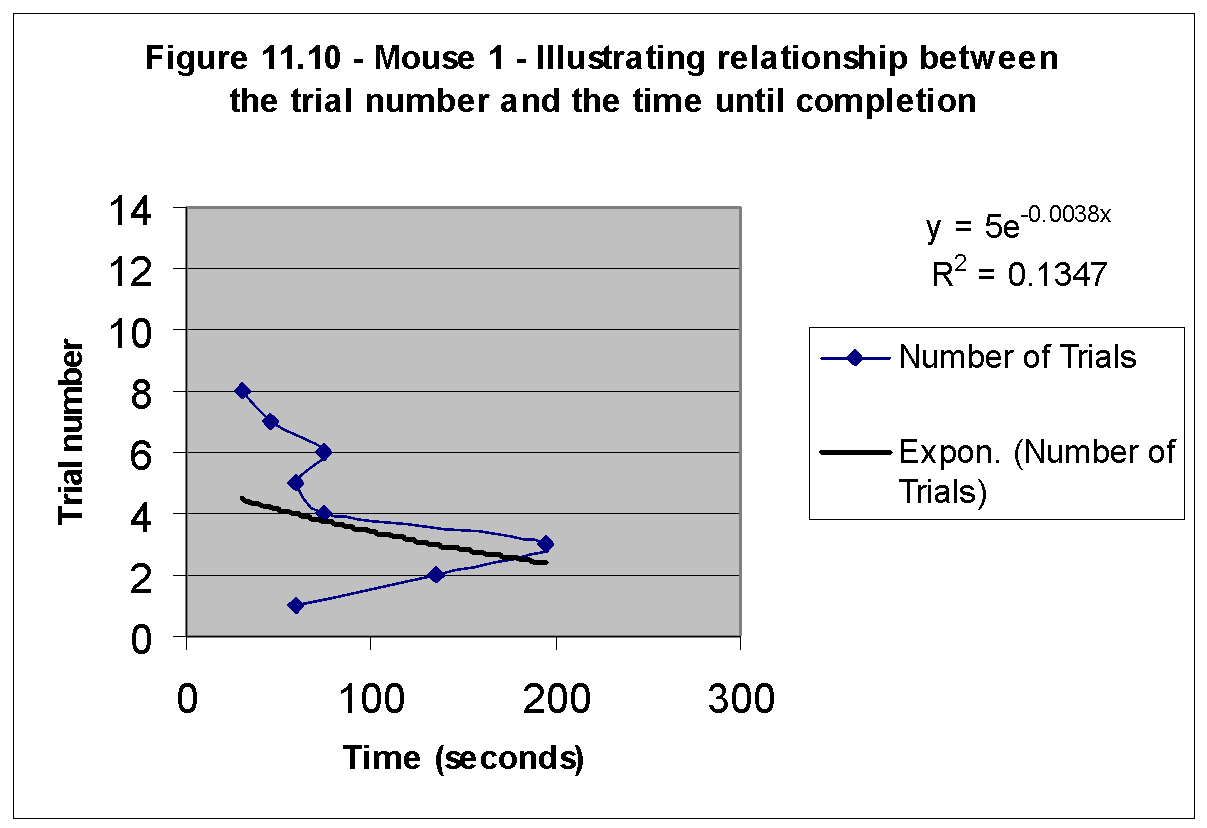 Figure 11.10 - Mouse 1 - Illustrating relationship between
the trial number and the time until completion
y = 5e^-0.0038x
R² = 0.1347
14
12
10
8
6
4
2
0
Trial number
0 100 200 300
Time (seconds)
Number of Trials
Expon. (Number of
Trials)